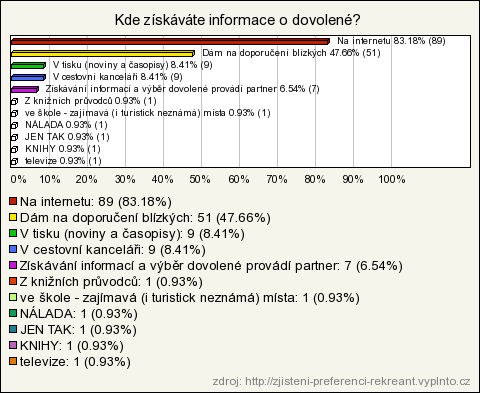 Kde získáváte informace o dovolené?
Na internetu 83.18% (89)
Dám na doporučení blízkých 47.66% (51)
V tisku (noviny a časopisy) 8.41% (9)
V cestovní kanceláři 8.41% (9)
Získávání informací a výběr dovolené provádí partner 6.54% (7)
Z knižních průvodců 0.93% (1)
ve škole - zajímavá (i turistick neznámá) místa 0.93% (1)
NÁLADA 0.93% (1)
JEN TAK 0.93% (1)
KNIHY 0.93% (1)
televize 0.93% (1)
0% 10% 20% 30% 40% 50% 60% 70% 80% 90% 100%
Na internetu: 89 (83.18%)
Dám na doporučení blízkých: 51 (47.66%)
V tisku (noviny a časopisy): 9 (8.41%)
V cestovní kanceláři: 9 (8.41%)
Získávání informací a výběr dovolené provádí partner: 7 (6.54%)
Z knižních průvodců: 1 (0.93%)
ve škole - zajímavá (i turistick neznámá) místa: 1 (0.93%)
NÁLADA: 1 (0.93%)
JEN TAK: 1 (0.93%)
KNIHY: 1 (0.93%)
televize: 1 (0.93%)
zdroj: http://zjisteni-preferenci-rekreant.vyplnto.cz